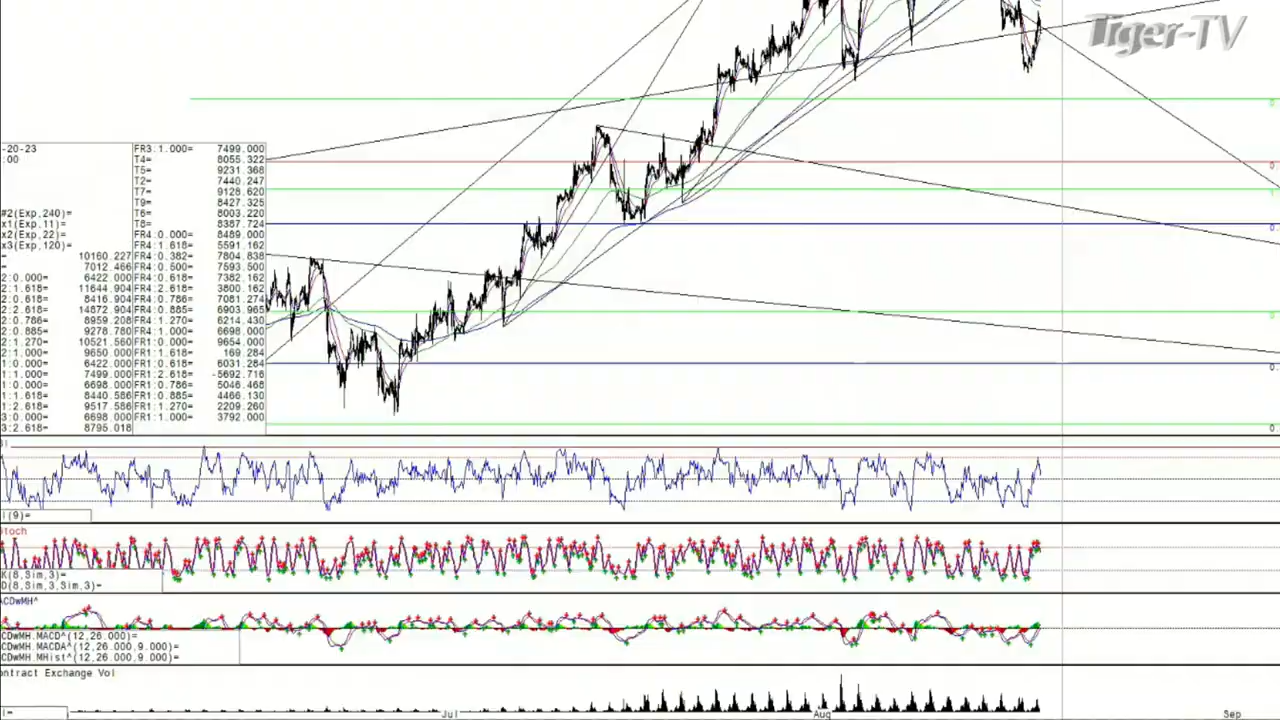 Tiger-TV
-20-23 FR3:1.000= 7499.000
:00 T4= 8055.322
T5= 9231.368
T2= 7440.247
T7= 9128.620
T9= 8427.325
#2(Exp,240)= T6= 8003.220
x1(Exp,11)= T8= 8387.724
x2(Exp,22)= FR4:0.000= 8489.000
x3(Exp,120)= FR4:1.618= 5591.162
= 10160.227 FR4:0.382= 7804.838
= 7012.466 FR4:0.500= 7593.500
2:0.000= 6422.000 FR4:0.618= 7382.162
2:1.618= 11644.904 FR4:2.618= 3800.162
2:0.618= 8416.904 FR4:0.786= 7081.274
2:2.618= 14872.904 FR4:0.885= 6903.965
2:0.786= 8959.208 FR4:1.270= 6214.430
2:0.885= 9278.780 FR4:1.000= 6698.000
2:1.270= 10521.560 FR1:0.000= 9654.000
2:1.000= 9650.000 FR1:1.618= 169.284
1:0.000= 6422.000 FR1:0.618= 6031.284
1:1.000= 7499.000 FR1:2.618= -5692.716
1:0.000= 6698.000 FR1:0.786= 5046.468
1:1.618= 8440.586 FR1:0.885= 4466.130
1:2.618= 9517.586 FR1:1.270= 2209.260
3:0.000= 6698.000 FR1:1.000= 3792.000
3:2.618= 8795.018
(9)=
toch
K(8,Sim,3)=
D(8,Sim,3,Sim,3)=
ACDwMH^
CDwMH.MACD^(12,26.000)=
CDwMH.MACDA^(12,26.000,9.000)=
CDwMH.MHist^(12,26.000,9.000)=
ontract Exchange Vol
Jul Aug Sep